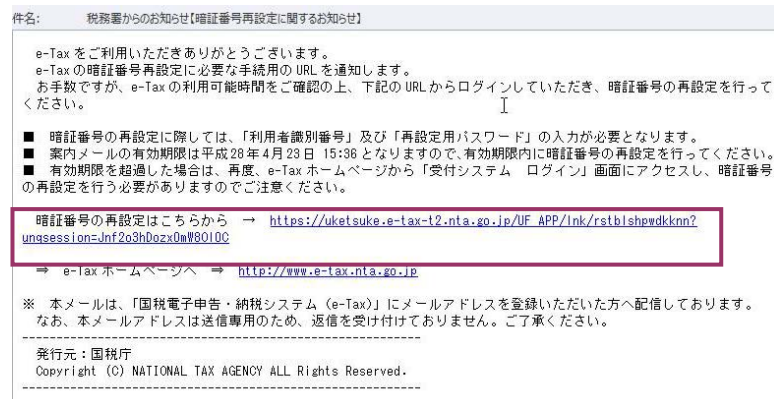 件名: 税務署からのお知らせ【暗証番号再設定に関するお知らせ】
e-Taxをご利用いただきありがとうございます。
e-Taxの暗証番号再設定に必要な手続用のURLを通知します。
お手数ですが、e-Taxの利用可能時間をご確認の上、下記のURLからログインしていただき、暗証番号の再設定を行って
ください。
■ 暗証番号の再設定に際しては、「利用者識別番号」及び「再設定用パスワード」の入力が必要となります。
■ 案内メールの有効期限は平成28年4月23日 15:36となりますので、有効期限内に暗証番号の再設定を行ってください。
■ 有効期限を超過した場合は、再度、e-Taxホームページから「受付システム ログイン」画面にアクセスし、暗証番号
の再設定を行う必要がありますのでご注意ください。
暗証番号の再設定はこちらから → https://uketsuke.e-tax-t2.nta.go.jp/UF_APP/lnk/rstblshpwdkknn?
unqsession=Jnf2o3hDozxOmW8OlOC
⇒ e-Taxホームページへ ⇒ http://www.e-tax.nta.go.jp
※ 本メールは、「国税電子申告・納税システム(e-Tax)」にメールアドレスを登録いただいた方へ配信しております。
なお、本メールアドレスは送信専用のため、返信を受け付けておりません。ご了承ください。
------------------------------------------------------
発行元：国税庁
Copyright (C) NATIONAL TAX AGENCY ALL Rights Reserved.
------------------------------------------------------